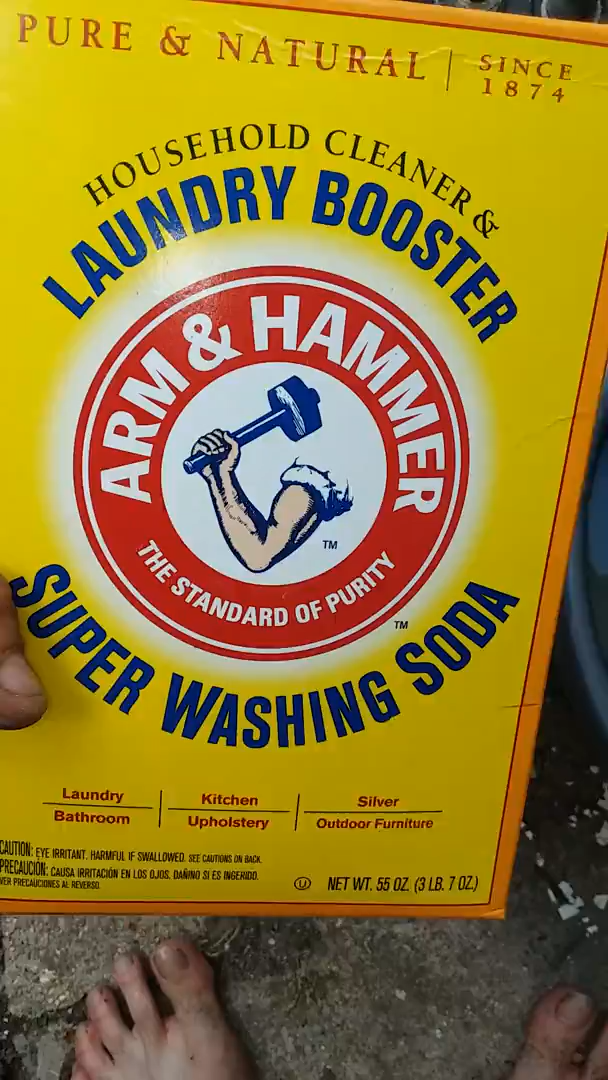 PURE & NATURAL
SINCE
1874
HOUSEHOLD CLEANER &
LAUNDRY BOOSTER
ARM & HAMMER
TM
THE STANDARD OF PURITY
TM
SUPER WASHING SODA
Laundry
Bathroom
Kitchen
Upholstery
Silver
Outdoor Furniture
CAUTION: EYE IRRITANT. HARMFUL IF SWALLOWED. SEE CAUTIONS ON BACK.
PRECAUCIÓN: CAUSA IRRITACIÓN EN LOS OJOS. DAÑINO SI ES INGERIDO.
VER PRECAUCIONES AL REVERSO.
U NET WT. 55 OZ. (3 LB. 7 OZ.)